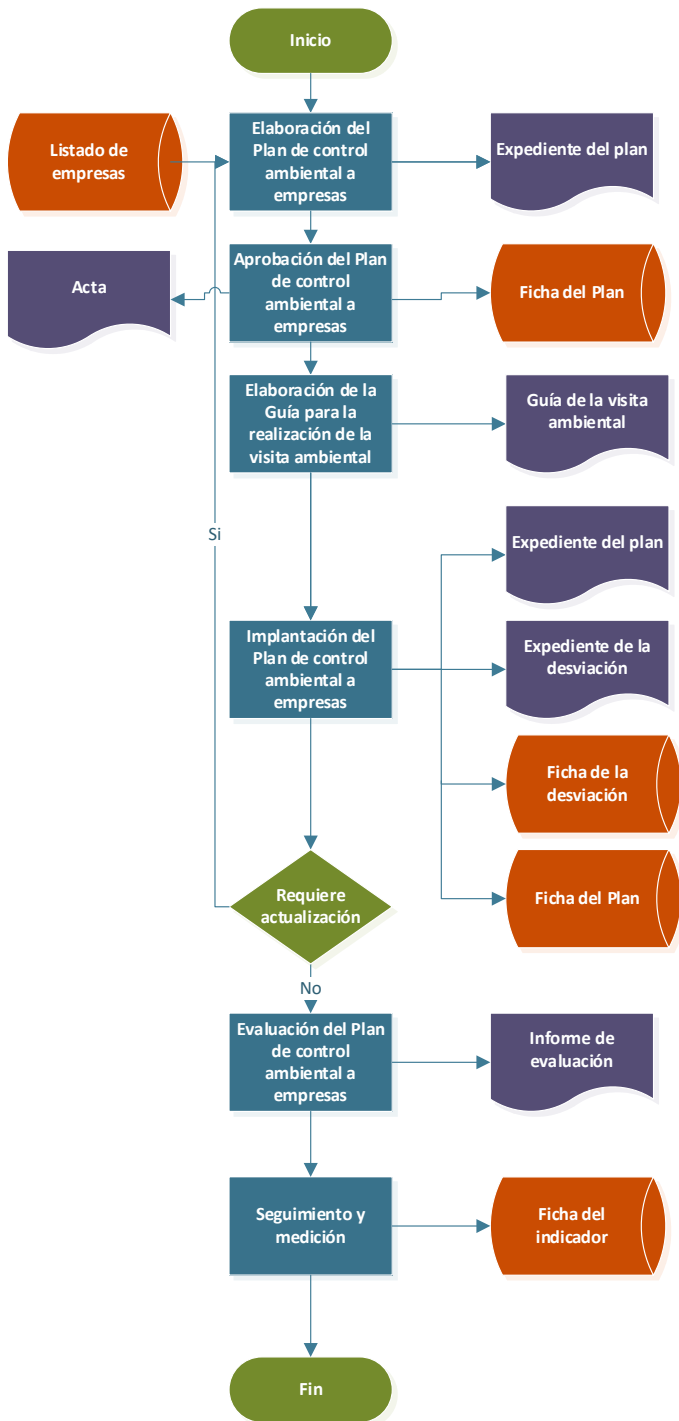 Inicio
Listado de
empresas
Elaboración del
Plan de control
ambiental a
empresas
Expediente del plan
Acta
Aprobación del Plan
de control
ambiental a
empresas
Ficha del Plan
Elaboración de la
Guía para la
realización de la
visita ambiental
Guía de la visita
ambiental
Si
Expediente del plan
Implantación del
Plan de control
ambiental a
empresas
Expediente de la
desviación
Ficha de la
desviación
Requiere
actualización
Ficha del Plan
No
Evaluación del Plan
de control
ambiental a
empresas
Informe de
evaluación
Seguimiento y
medición
Ficha del
indicador
Fin